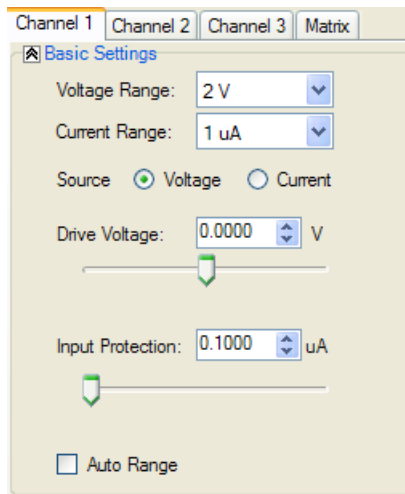 Channel 1 Channel 2 Channel 3 Matrix
Basic Settings
Voltage Range: 2 V
Current Range: 1 uA
Source Voltage Current
Drive Voltage: 0.0000 V
Input Protection: 0.1000 uA
Auto Range